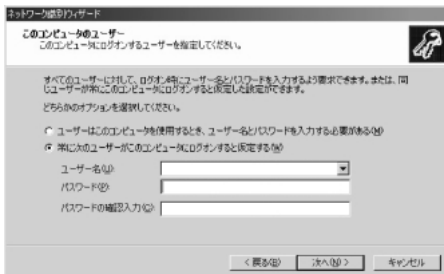 ネットワーク識別ウィザード
このコンピュータのユーザー
このコンピュータにログオンするユーザーを指定してください。
すべてのユーザーに対して、ログオン時にユーザー名とパスワードを入力するよう要求できます。または、同
じユーザーが常にこのコンピュータにログオンすると仮定した設定ができます。
どちらかのオプションを選択してください。
ユーザーはこのコンピュータを使用するとき、ユーザー名とパスワードを入力する必要がある(M)
常に次のユーザーがこのコンピュータにログオンすると仮定する(W)
ユーザー名(U):
パスワード(P):
パスワードの確認入力(C):
< 戻る(B) 次へ(N) > キャンセル